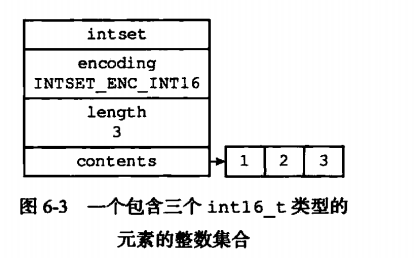 intset
encoding
INTSET_ENC_INT16
length
3
contents
1 2 3
图 6-3 一个包含三个 int16_t 类型的
元素的整数集合